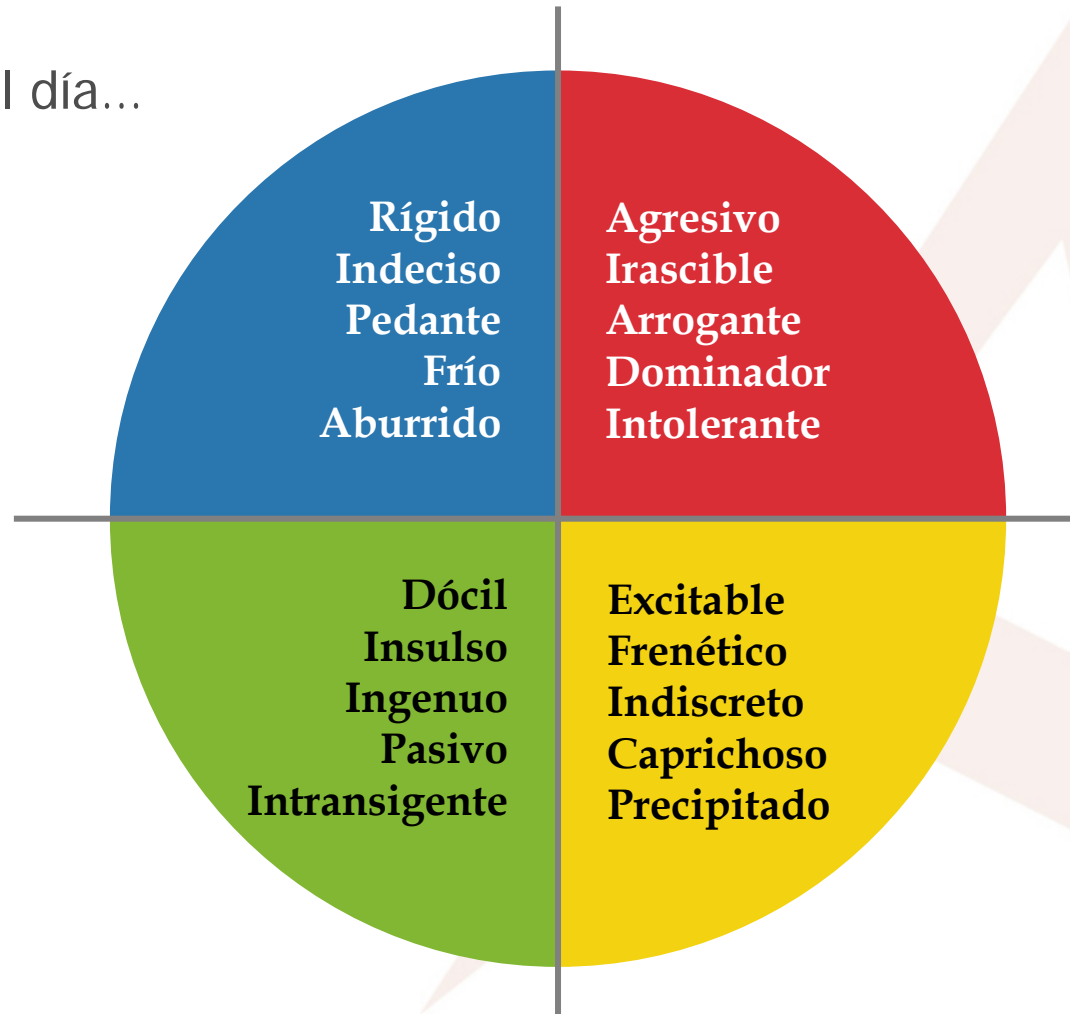 l día...
Rígido
Indeciso
Pedante
Frío
Aburrido
Agresivo
Irascible
Arrogante
Dominador
Intolerante
Dócil
Insulso
Ingenuo
Pasivo
Intransigente
Excitable
Frenético
Indiscreto
Caprichoso
Precipitado